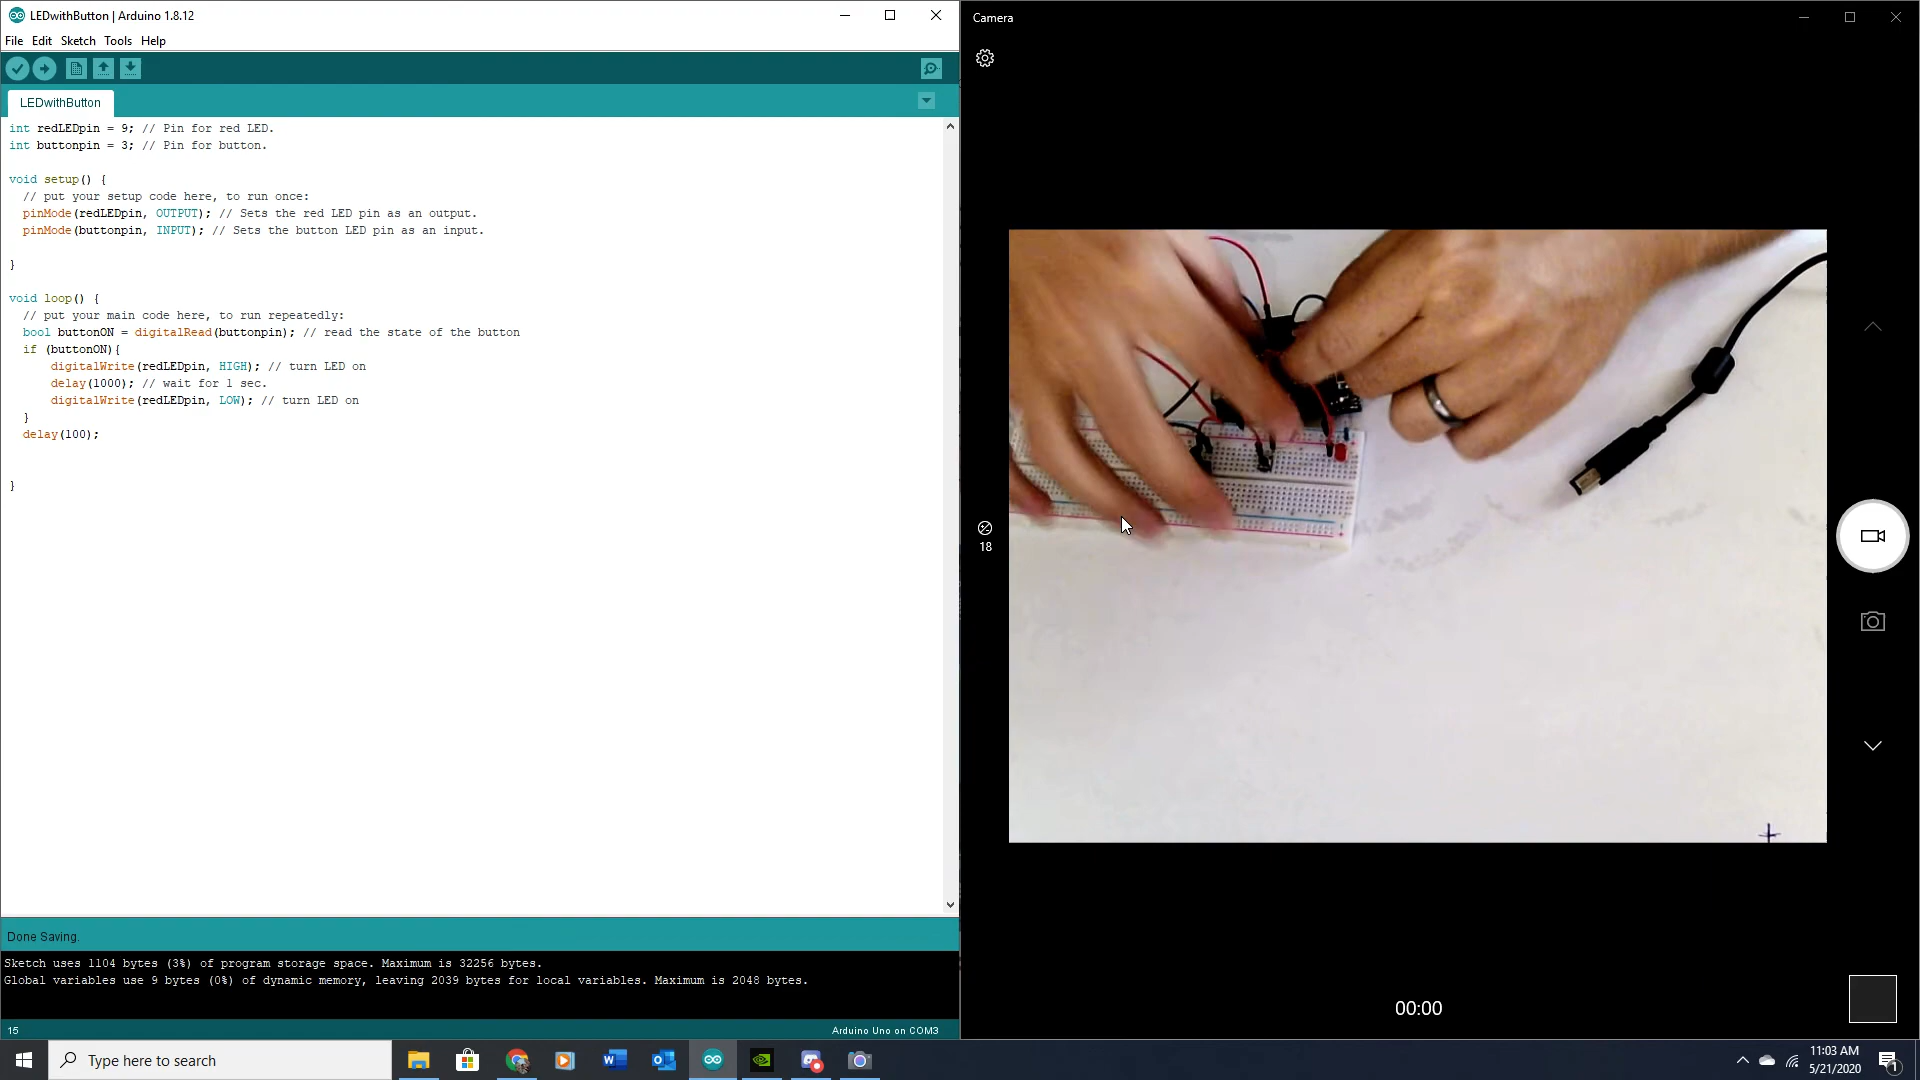 LEDwithButton | Arduino 1.8.12
File Edit Sketch Tools Help
LEDwithButton
int redLEDpin = 9; // Pin for red LED.
int buttonpin = 3; // Pin for button.
void setup() {
// put your setup code here, to run once:
pinMode(redLEDpin, OUTPUT); // Sets the red LED pin as an output.
pinMode(buttonpin, INPUT); // Sets the button LED pin as an input.
}
void loop() {
// put your main code here, to run repeatedly:
bool buttonON = digitalRead(buttonpin); // read the state of the button
if (buttonON){
digitalWrite(redLEDpin, HIGH); // turn LED on
delay(1000); // wait for 1 sec.
digitalWrite(redLEDpin, LOW); // turn LED on
}
delay(100);
}
Done Saving.
Sketch uses 1104 bytes (3%) of program storage space. Maximum is 32256 bytes.
Global variables use 9 bytes (0%) of dynamic memory, leaving 2039 bytes for local variables. Maximum is 2048 bytes.
15
Arduino Uno on COM3
Camera
18
00:00
Type here to search
11:03 AM
5/21/2020
1